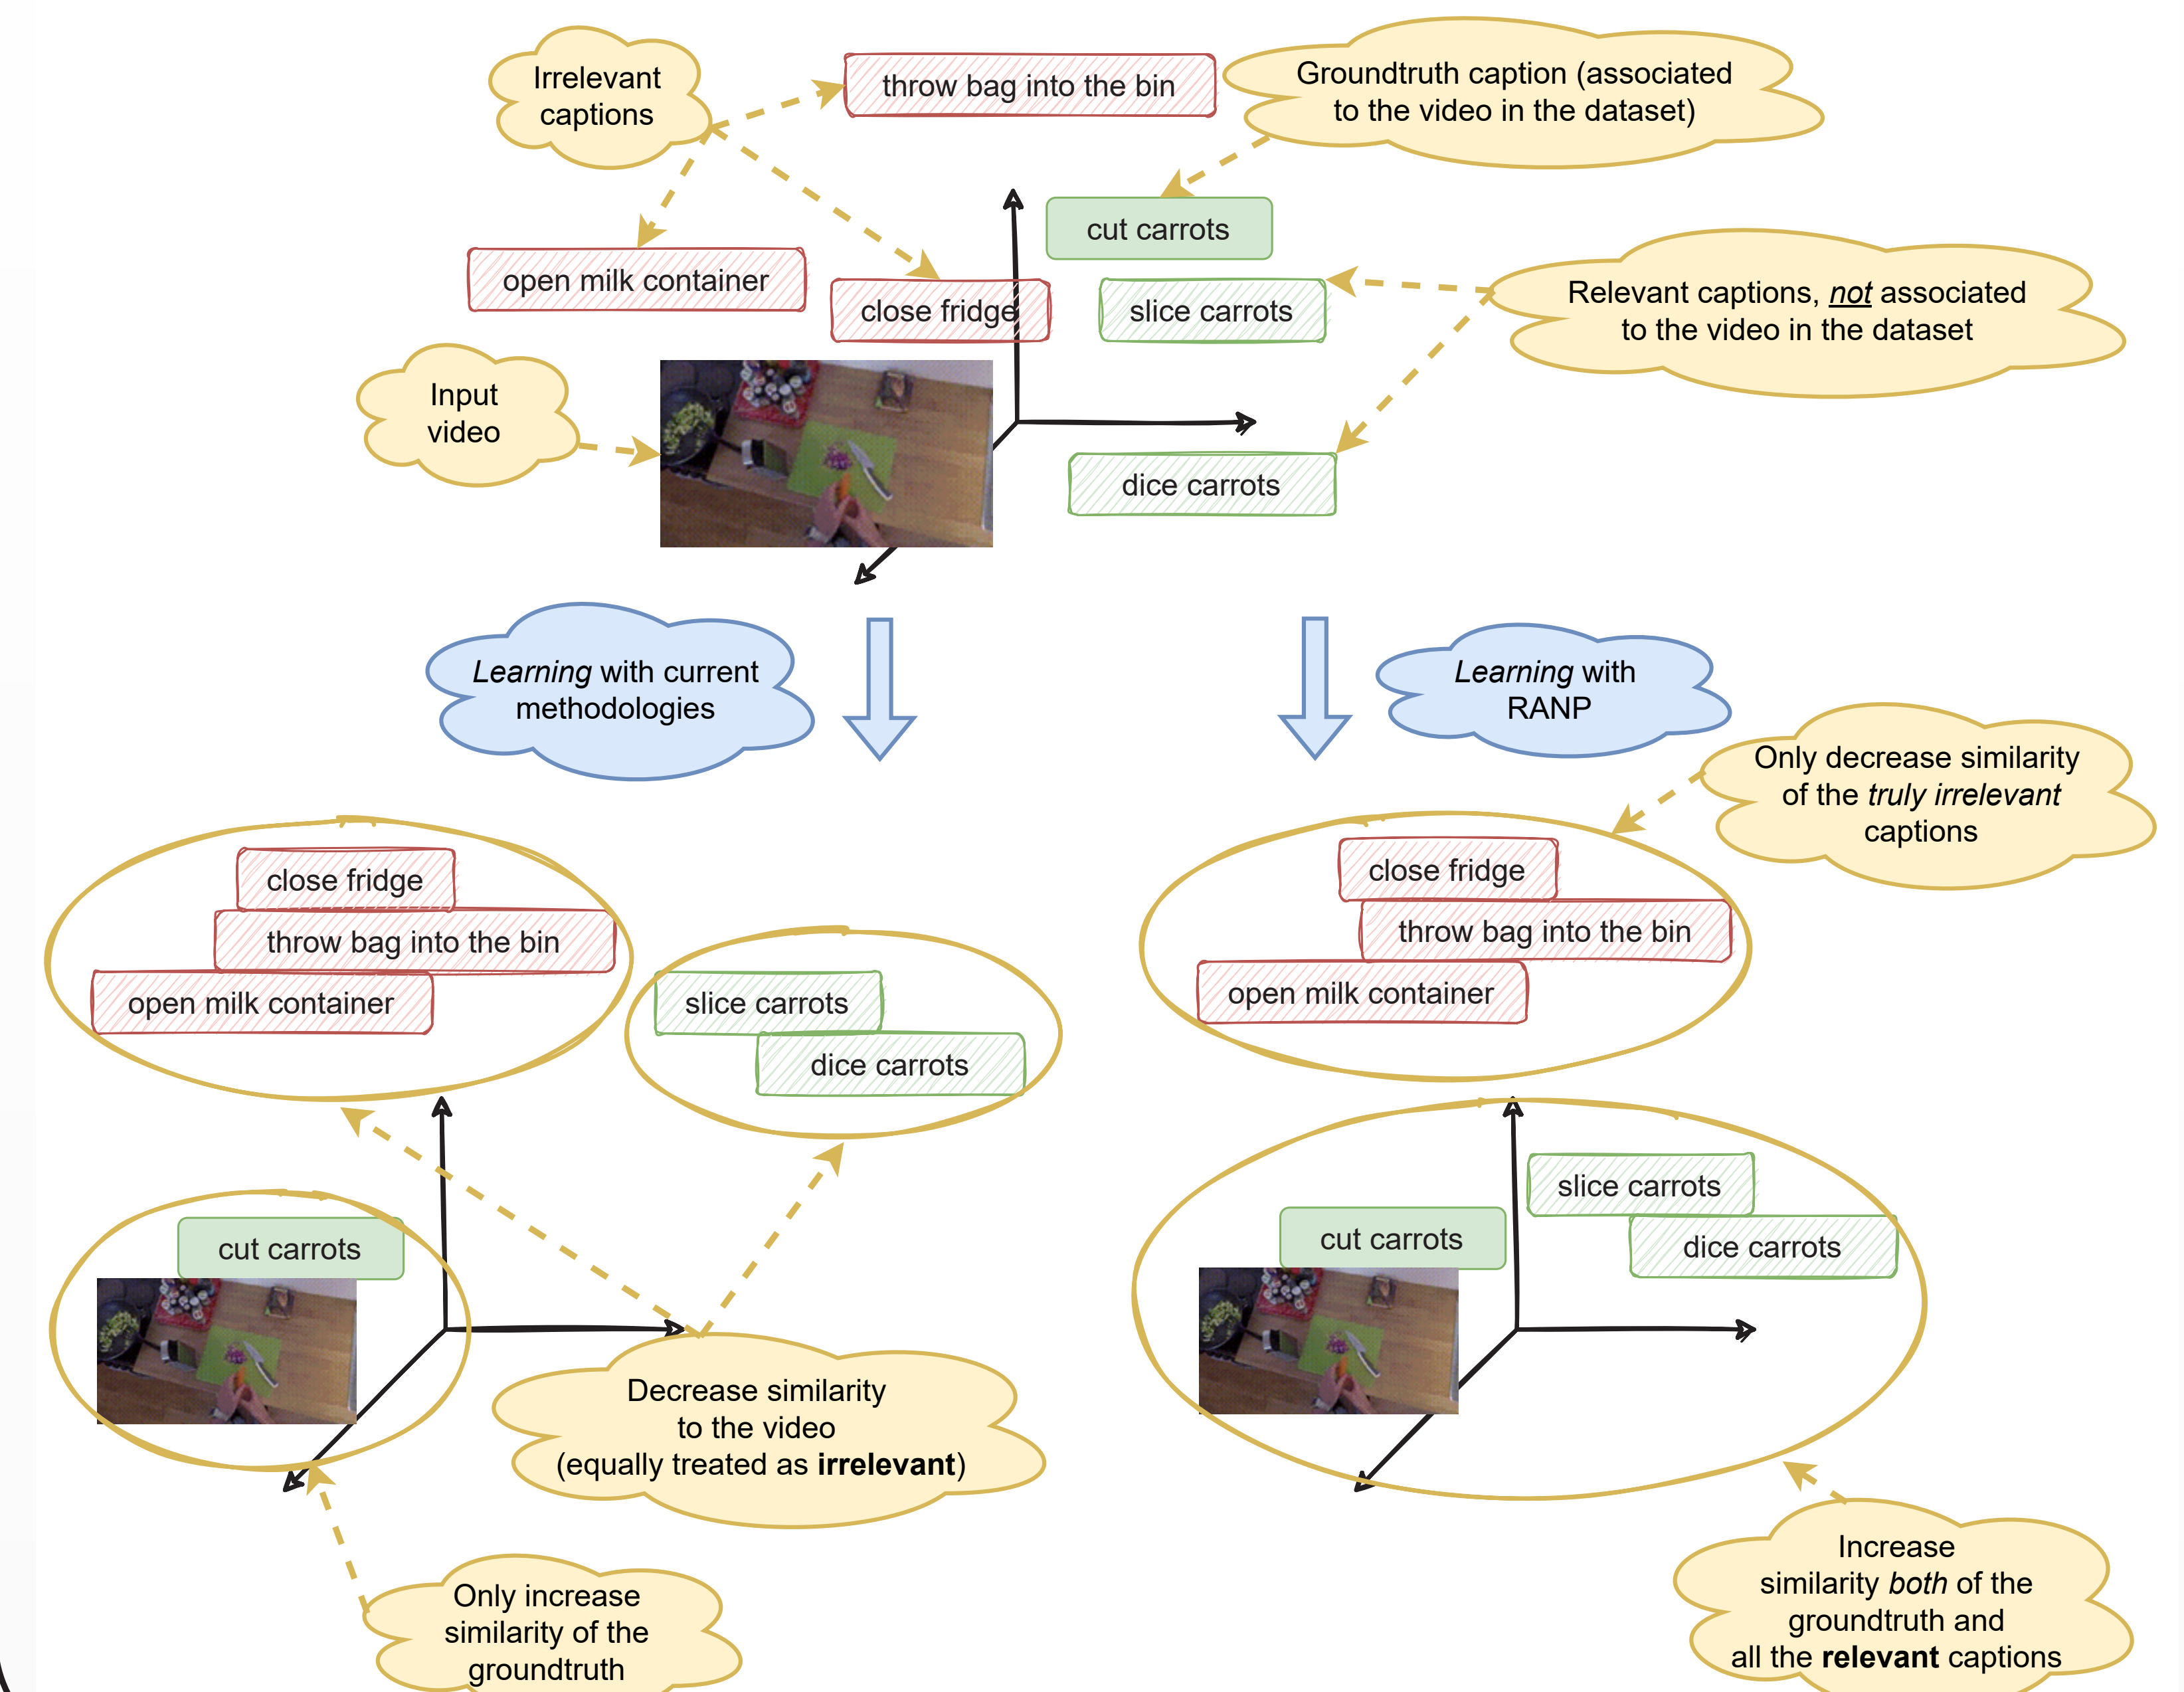 Irrelevant
captions
throw bag into the bin
Groundtruth caption (associated
to the video in the dataset)
cut carrots
open milk container
close fridge
slice carrots
Relevant captions, not associated
to the video in the dataset
Input
video
dice carrots
Learning with current
methodologies
Learning with
RANP
Only decrease similarity
of the truly irrelevant
captions
close fridge
throw bag into the bin
open milk container
slice carrots
dice carrots
close fridge
throw bag into the bin
open milk container
cut carrots
slice carrots
dice carrots
cut carrots
Decrease similarity
to the video
(equally treated as irrelevant)
Only increase
similarity of the
groundtruth
Increase
similarity both of the
groundtruth and
all the relevant captions